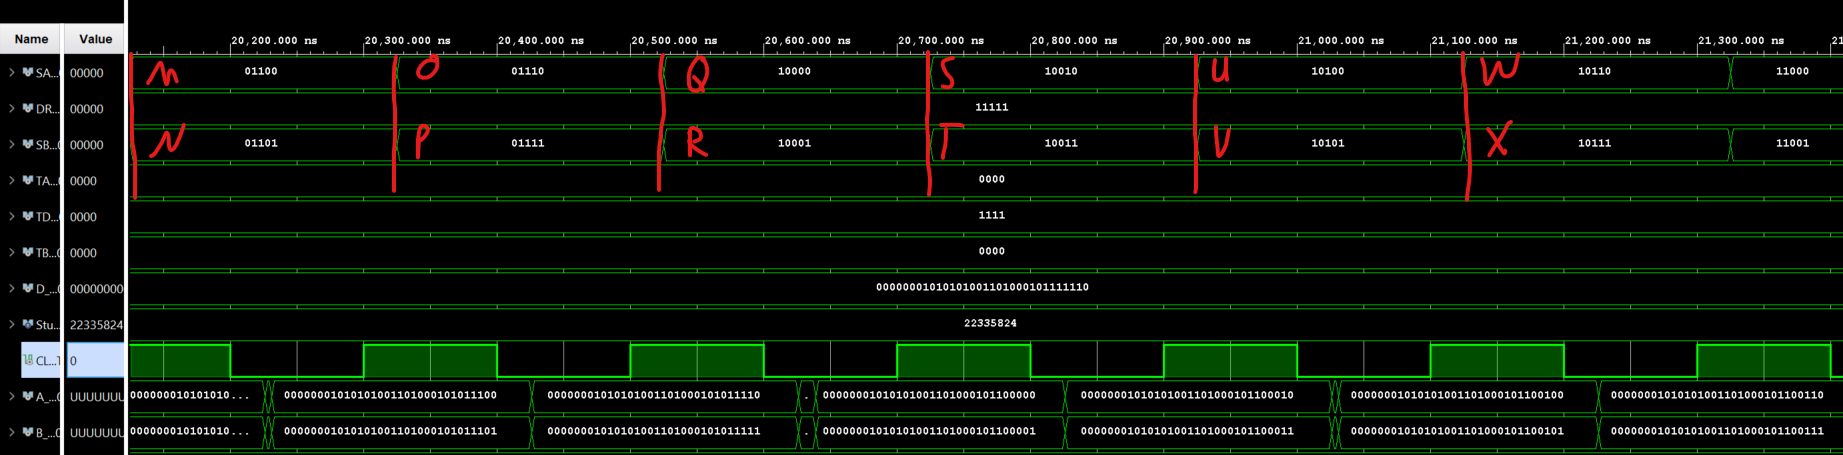 Name Value 20,200.000 ns 20,300.000 ns 20,400.000 ns 20,500.000 ns 20,600.000 ns 20,700.000 ns 20,800.000 ns 20,900.000 ns 21,000.000 ns 21,100.000 ns 21,200.000 ns 21,300.000 ns 21
SA... 00000 M 01100 O 01110 Q 10000 S 10010 U 10100 W 10110 11000
DR... 00000 11111
SB... 00000 N 01101 P 01111 R 10001 T 10011 V 10101 X 10111 11001
TA... 0000 0000
TD... 0000 1111
TB... 0000 0000
D_... 00000000 00000001010101001101000101111110
Stu... 22335824 22335824
CL... 0
A_... UUUUUUU 000000010101010... 00000001010101001101000101011100 00000001010101001101000101011110 . 00000001010101001101000101100000 00000001010101001101000101100010 00000001010101001101000101100100 00000001010101001101000101100110
B_... UUUUUUU 000000010101010... 00000001010101001101000101011101 00000001010101001101000101011111 . 00000001010101001101000101100001 00000001010101001101000101100011 00000001010101001101000101100101 00000001010101001101000101100111